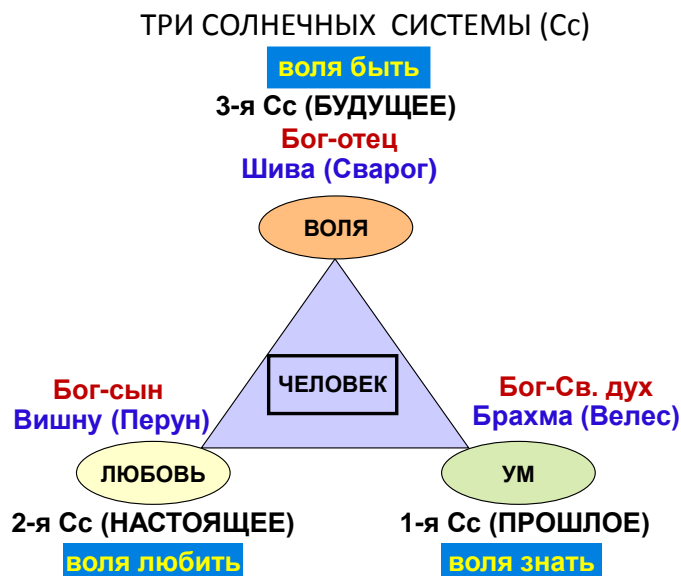 ТРИ СОЛНЕЧНЫХ СИСТЕМЫ (Сс)
воля быть
3-я Сс (БУДУЩЕЕ)
Бог-отец
Шива (Сварог)
ВОЛЯ
ЧЕЛОВЕК
Бог-сын
Вишну (Перун)
ЛЮБОВЬ
2-я Сс (НАСТОЯЩЕЕ)
воля любить
Бог-Св. дух
Брахма (Велес)
УМ
1-я Сс (ПРОШЛОЕ)
воля знать